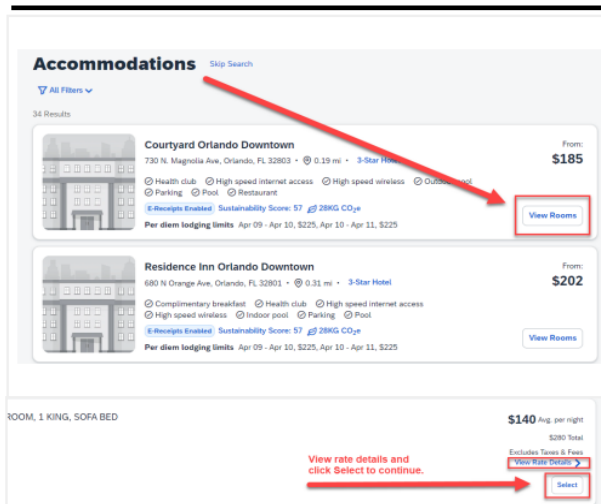 Accommodations Skip Search
All Filters
34 Results
Courtyard Orlando Downtown
From:
730 N. Magnolia Ave, Orlando, FL 32803 • 0.19 mi • 3-Star Hotel
$185
Health club High speed internet access High speed wireless Outdoor pool
Parking Pool Restaurant
E-Receipts Enabled Sustainability Score: 57 28KG CO₂e
View Rooms
Per diem lodging limits Apr 09 - Apr 10, $225, Apr 10 - Apr 11, $225
Residence Inn Orlando Downtown
From:
680 N Orange Ave, Orlando, FL 32801 • 0.31 mi • 3-Star Hotel
$202
Complimentary breakfast Health club High speed internet access
High speed wireless Indoor pool Parking Pool
E-Receipts Enabled Sustainability Score: 57 28KG CO₂e
View Rooms
Per diem lodging limits Apr 09 - Apr 10, $225, Apr 10 - Apr 11, $225
ROOM, 1 KING, SOFA BED
$140 Avg. per night
$280 Total
Excludes Taxes & Fees
View Rate Details
View rate details and
click Select to continue.
Select